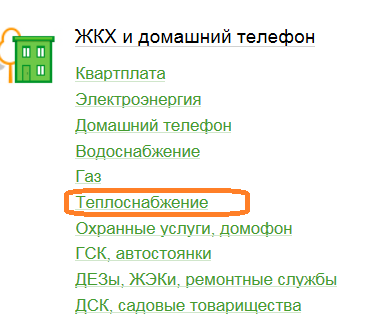 ЖКХ и домашний телефон
Квартплата
Электроэнергия
Домашний телефон
Водоснабжение
Газ
Теплоснабжение
Охранные услуги, домофон
ГСК, автостоянки
ДЕЗы, ЖЭКи, ремонтные службы
ДСК, садовые товарищества